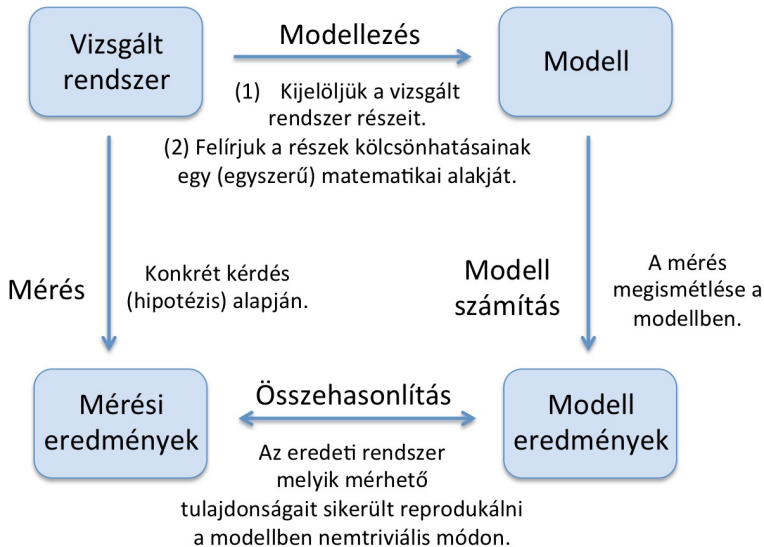 Vizsgált
rendszer
Modellezés
Modell
(1) Kijelöljük a vizsgált
rendszer részeit.
(2) Felírjuk a részek kölcsönhatásainak
egy (egyszerű) matematikai alakját.
Mérés
Konkrét kérdés
(hipotézis) alapján.
Modell
számítás
A mérés
megismétlése a
modellben.
Mérési
eredmények
Összehasonlítás
Modell
eredmények
Az eredeti rendszer
melyik mérhető
tulajdonságait sikerült reprodukálni
a modellben nemtriviális módon.